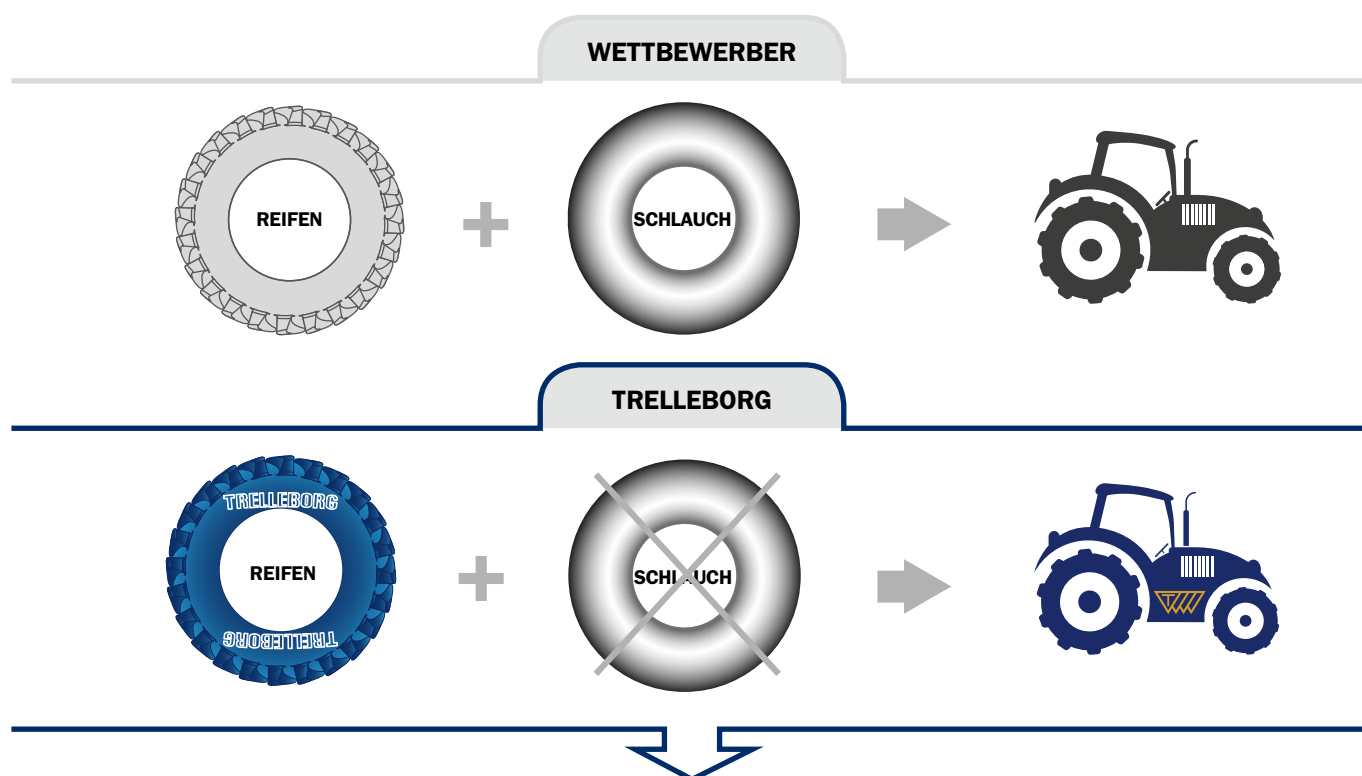 WETTBEWERBER
REIFEN
SCHLAUCH
TRELLEBORG
TRELLEBORG
REIFEN
TRELLEBORG
SCHLAUCH